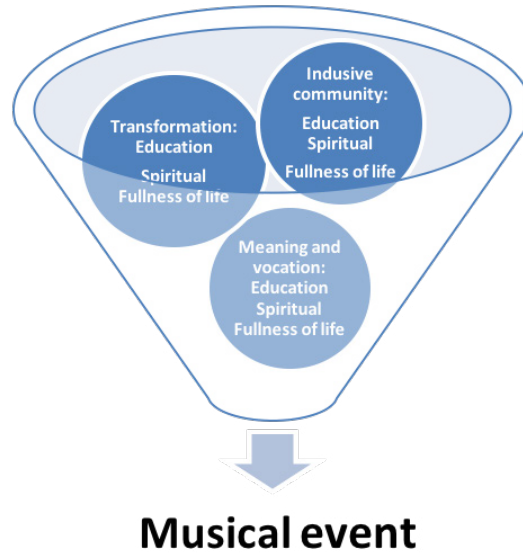 Transformation:
Education
Spiritual
Fullness of life
Indusive
community:
Education
Spiritual
Fullness of life
Meaning and
vocation:
Education
Spiritual
Fullness of life
Musical event